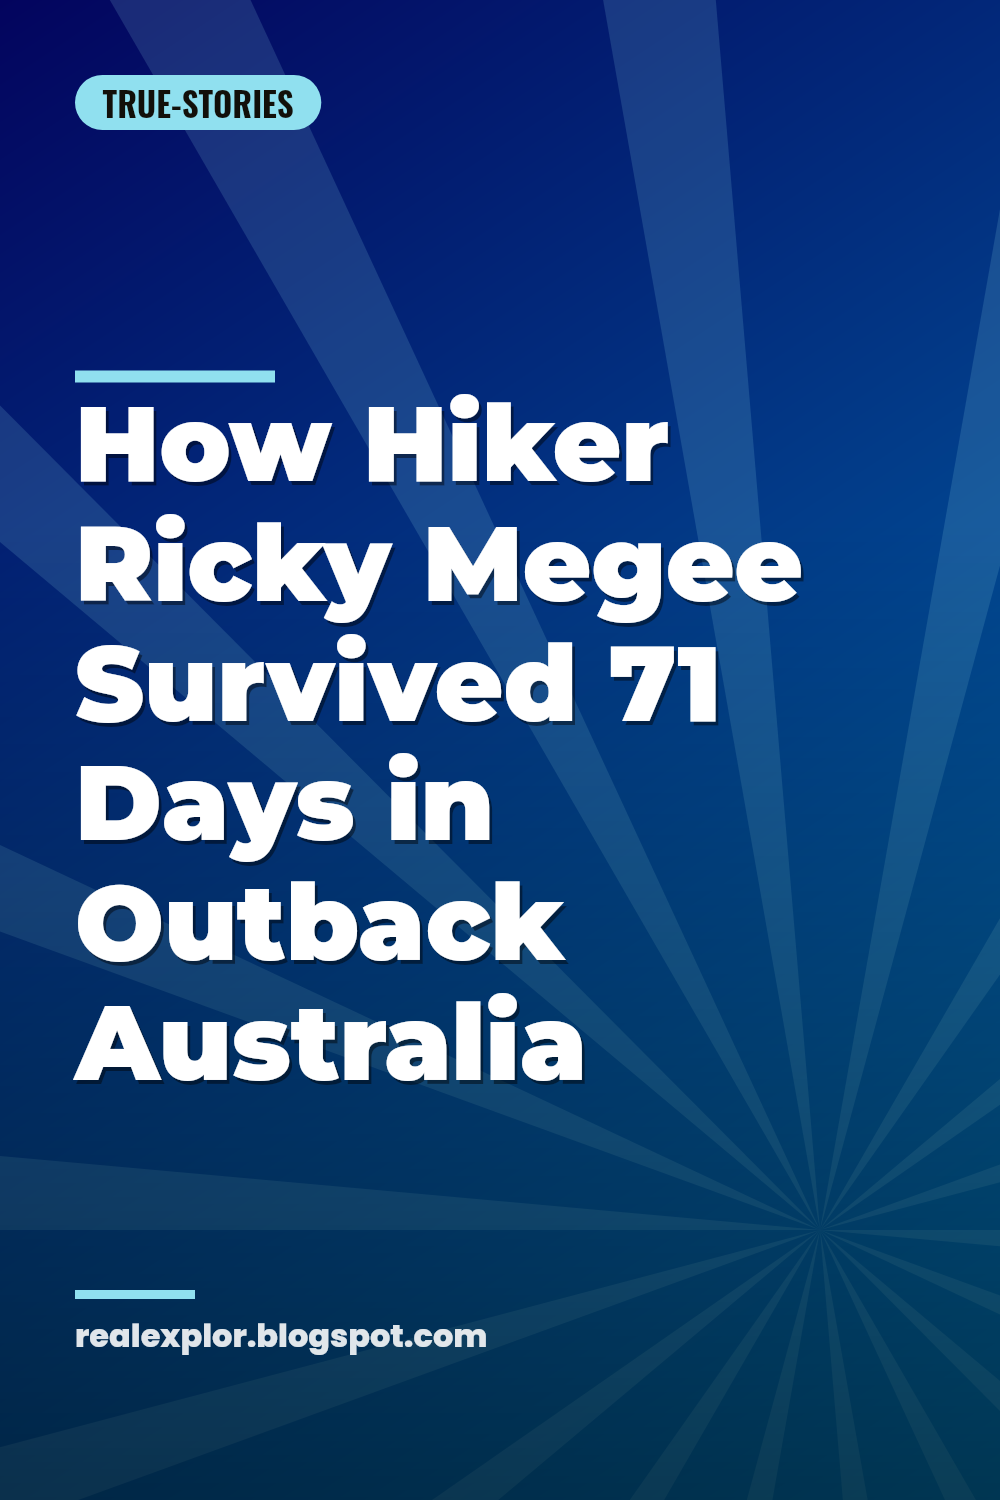 TRUE-STORIES
How Hiker
Ricky Megee
Survived 71
Days in
Outback
Australia
realexplor.blogspot.com